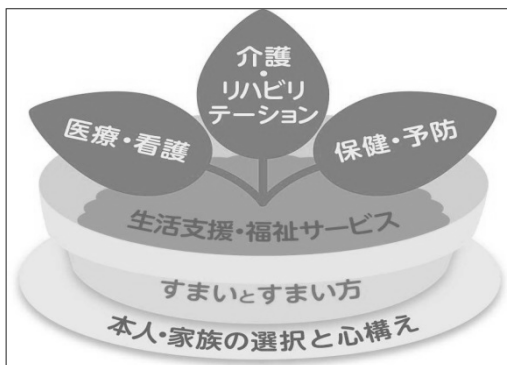 介護
・
リハビリ
テーション
医療・看護
保健・予防
生活支援・福祉サービス
すまいとすまい方
本人・家族の選択と心構え